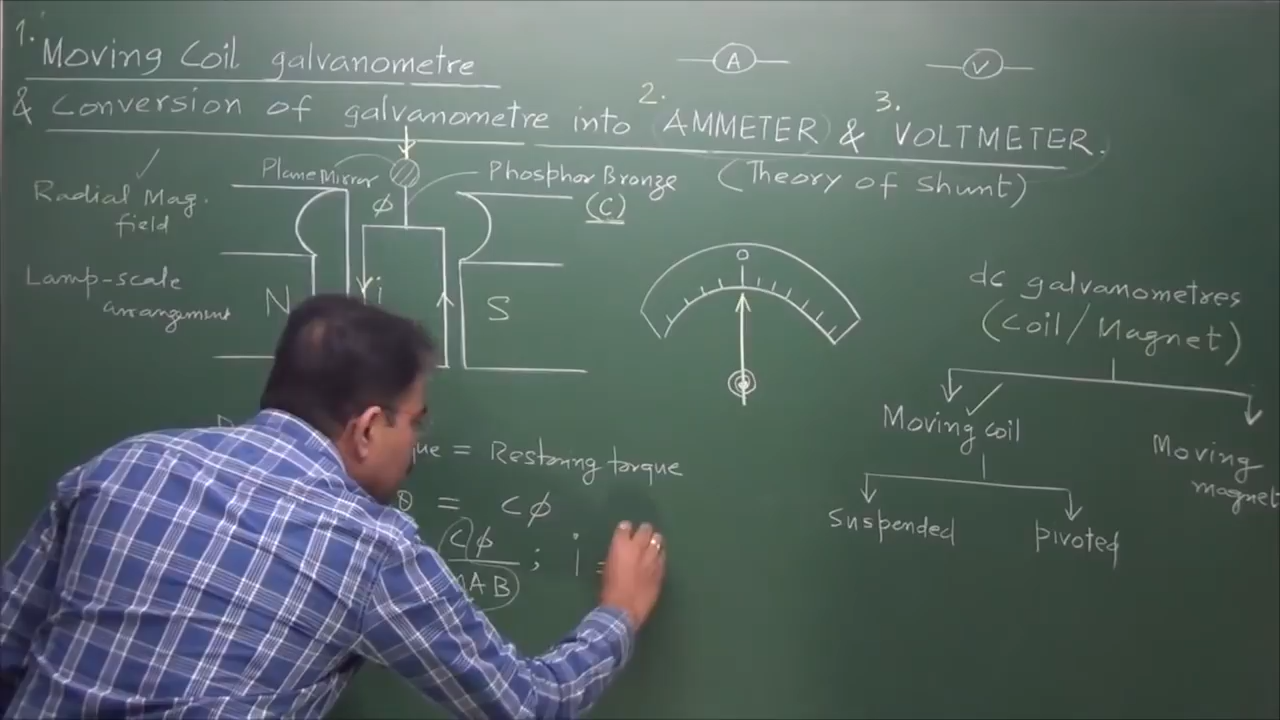 1.
Moving Coil galvanometre
& Conversion of galvanometre into 2. AMMETER & 3. VOLTMETER.
(Theory of shunt)
A
V
Radial Mag.
field
Plane Mirror
Phosphor Bronze
(C)
φ
Lamp-scale
arrangement
N
i
S
0
dc galvanometres
(Coil/Magnet)
Moving coil
Moving
magnet
Suspended
pivoted
= Restoring torque
θ = cφ
cφ
AB
; i =